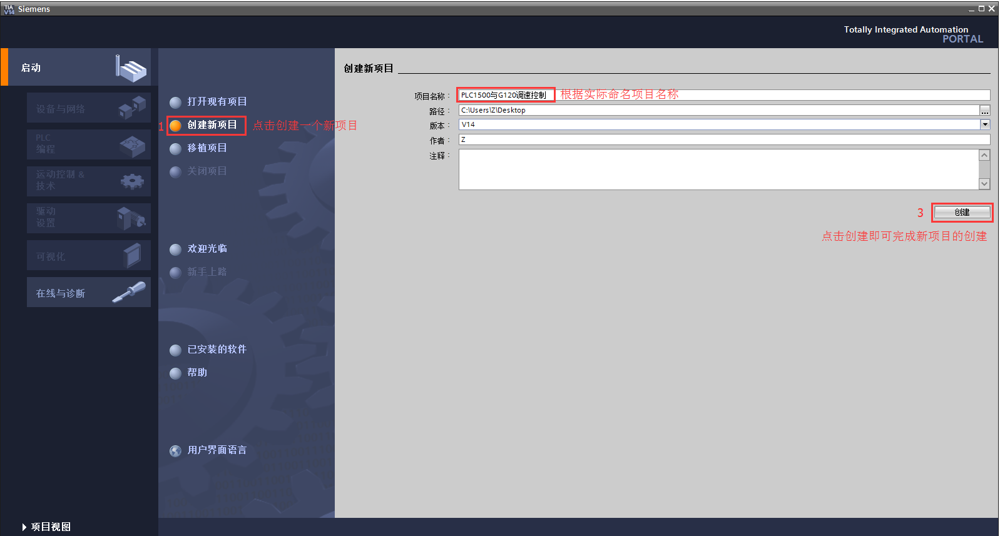 TIA
V14
Siemens
Totally Integrated Automation
PORTAL
启动
设备与网络
PLC
编程
运动控制 &
技术
驱动
设置
可视化
在线与诊断
打开现有项目
1 创建新项目 点击创建一个新项目
移植项目
关闭项目
欢迎光临
新手上路
已安装的软件
帮助
用户界面语言
创建新项目
项目名称： PLC1500与G120调速控制 根据实际命名项目名称
路径： C:\Users\Z\Desktop ...
版本： V14
作者： Z
注释：
3 创建
点击创建即可完成新项目的创建
项目视图